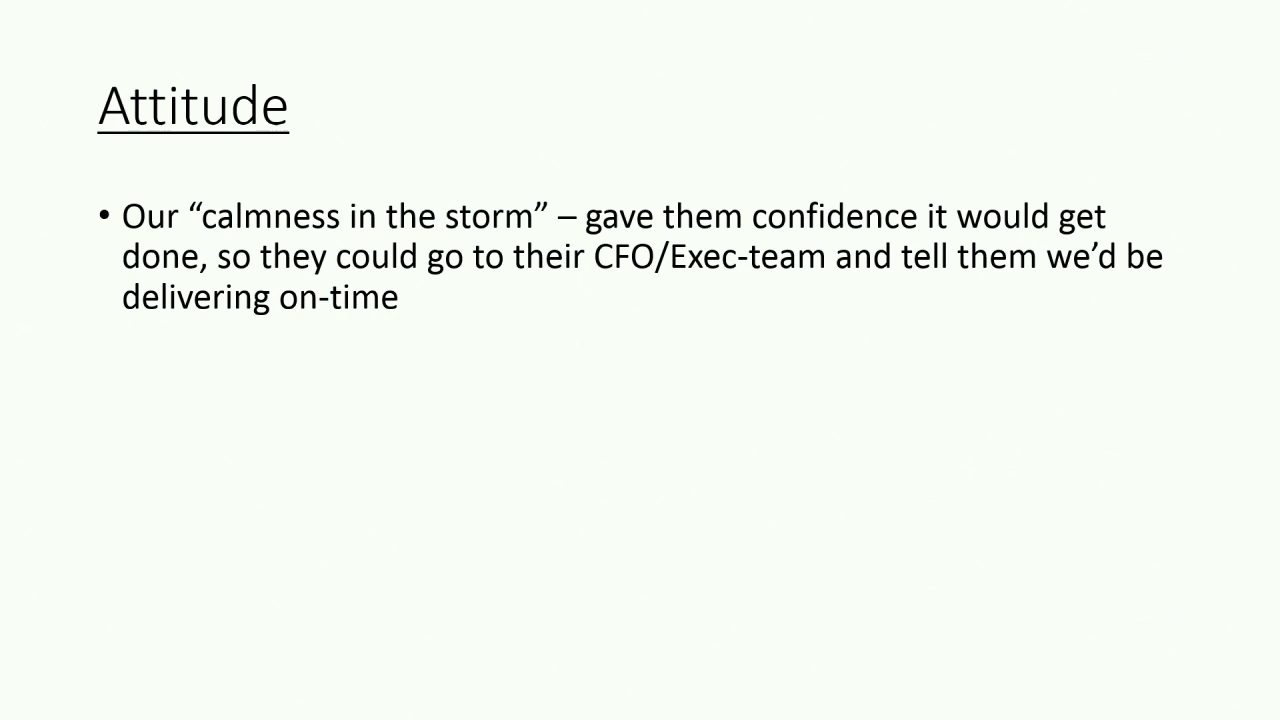 Attitude
• Our “calmness in the storm” – gave them confidence it would get
done, so they could go to their CFO/Exec-team and tell them we’d be
delivering on-time